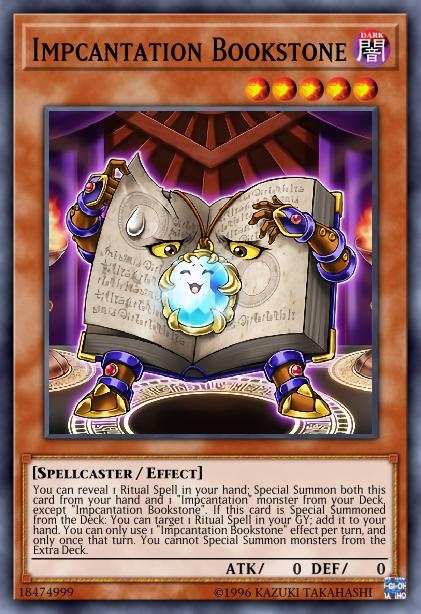 IMPCANTATION BOOKSTONE
DARK
闇
[SPELLCASTER / EFFECT]
You can reveal 1 Ritual Spell in your hand; Special Summon both this
card from your hand and 1 "Impcantation" monster from your Deck,
except "Impcantation Bookstone". If this card is Special Summoned
from the Deck: You can target 1 Ritual Spell in your GY; add it to your
hand. You can only use 1 "Impcantation Bookstone" effect per turn, and
only once that turn. You cannot Special Summon monsters from the
Extra Deck.
ATK/ 0 DEF/ 0
18474999
©1996 KAZUKI TAKAHASHI